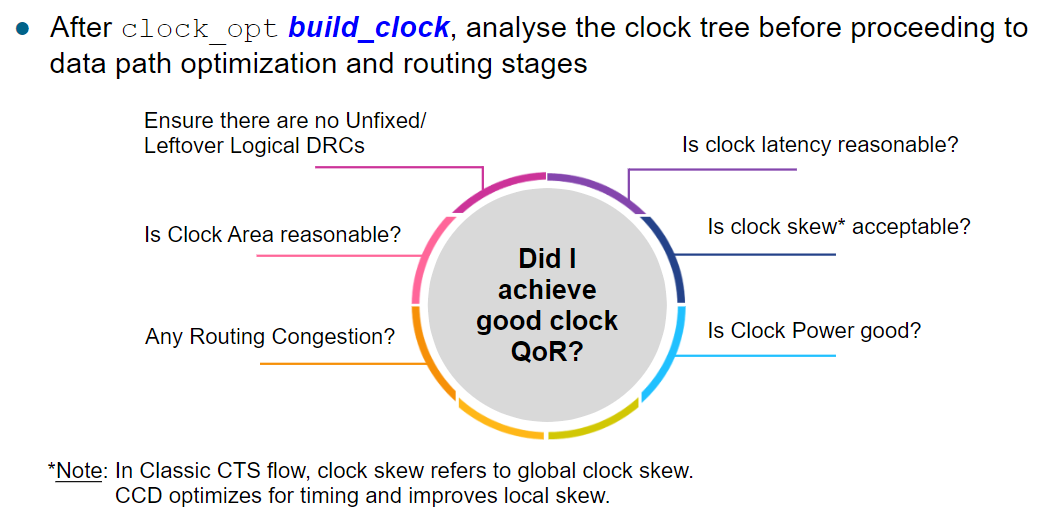 After clock_opt build_clock, analyse the clock tree before proceeding to
data path optimization and routing stages
Ensure there are no Unfixed/
Leftover Logical DRCs
Is clock latency reasonable?
Is Clock Area reasonable?
Is clock skew* acceptable?
Did I
achieve
good clock
QoR?
Any Routing Congestion?
Is Clock Power good?
*Note: In Classic CTS flow, clock skew refers to global clock skew.
CCD optimizes for timing and improves local skew.